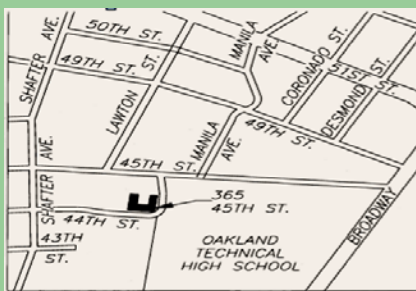 50TH ST.
MANILA
AVE.
CORONADO ST.
SHAFTER
AVE.
49TH ST.
51ST ST.
LAWTON
ST.
DESMOND
49TH ST.
MANILA
AVE.
45TH ST.
SHAFTER
AVE.
44TH ST.
365
45TH ST.
43TH
ST.
OAKLAND
TECHNICAL
HIGH SCHOOL
BROADWAY